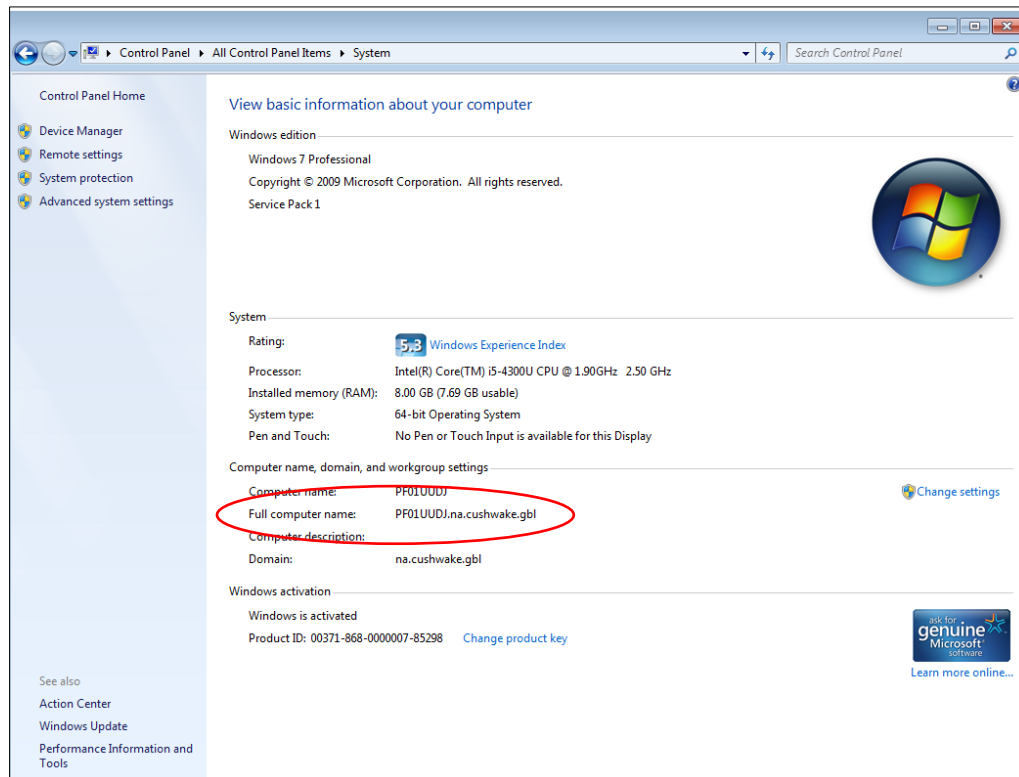 Control Panel ▸ All Control Panel Items ▸ System
Search Control Panel
Control Panel Home
Device Manager
Remote settings
System protection
Advanced system settings
View basic information about your computer
Windows edition
Windows 7 Professional
Copyright © 2009 Microsoft Corporation. All rights reserved.
Service Pack 1
System
Rating: 5,3 Windows Experience Index
Processor: Intel(R) Core(TM) i5-4300U CPU @ 1.90GHz 2.50 GHz
Installed memory (RAM): 8.00 GB (7.69 GB usable)
System type: 64-bit Operating System
Pen and Touch: No Pen or Touch Input is available for this Display
Computer name, domain, and workgroup settings
Computer name: PF01UUDJ
Change settings
Full computer name: PF01UUDJ.na.cushwake.gbl
Computer description:
Domain: na.cushwake.gbl
Windows activation
Windows is activated
Product ID: 00371-868-0000007-85298 Change product key
ask for
genuine
Microsoft
software
Learn more online...
See also
Action Center
Windows Update
Performance Information and
Tools